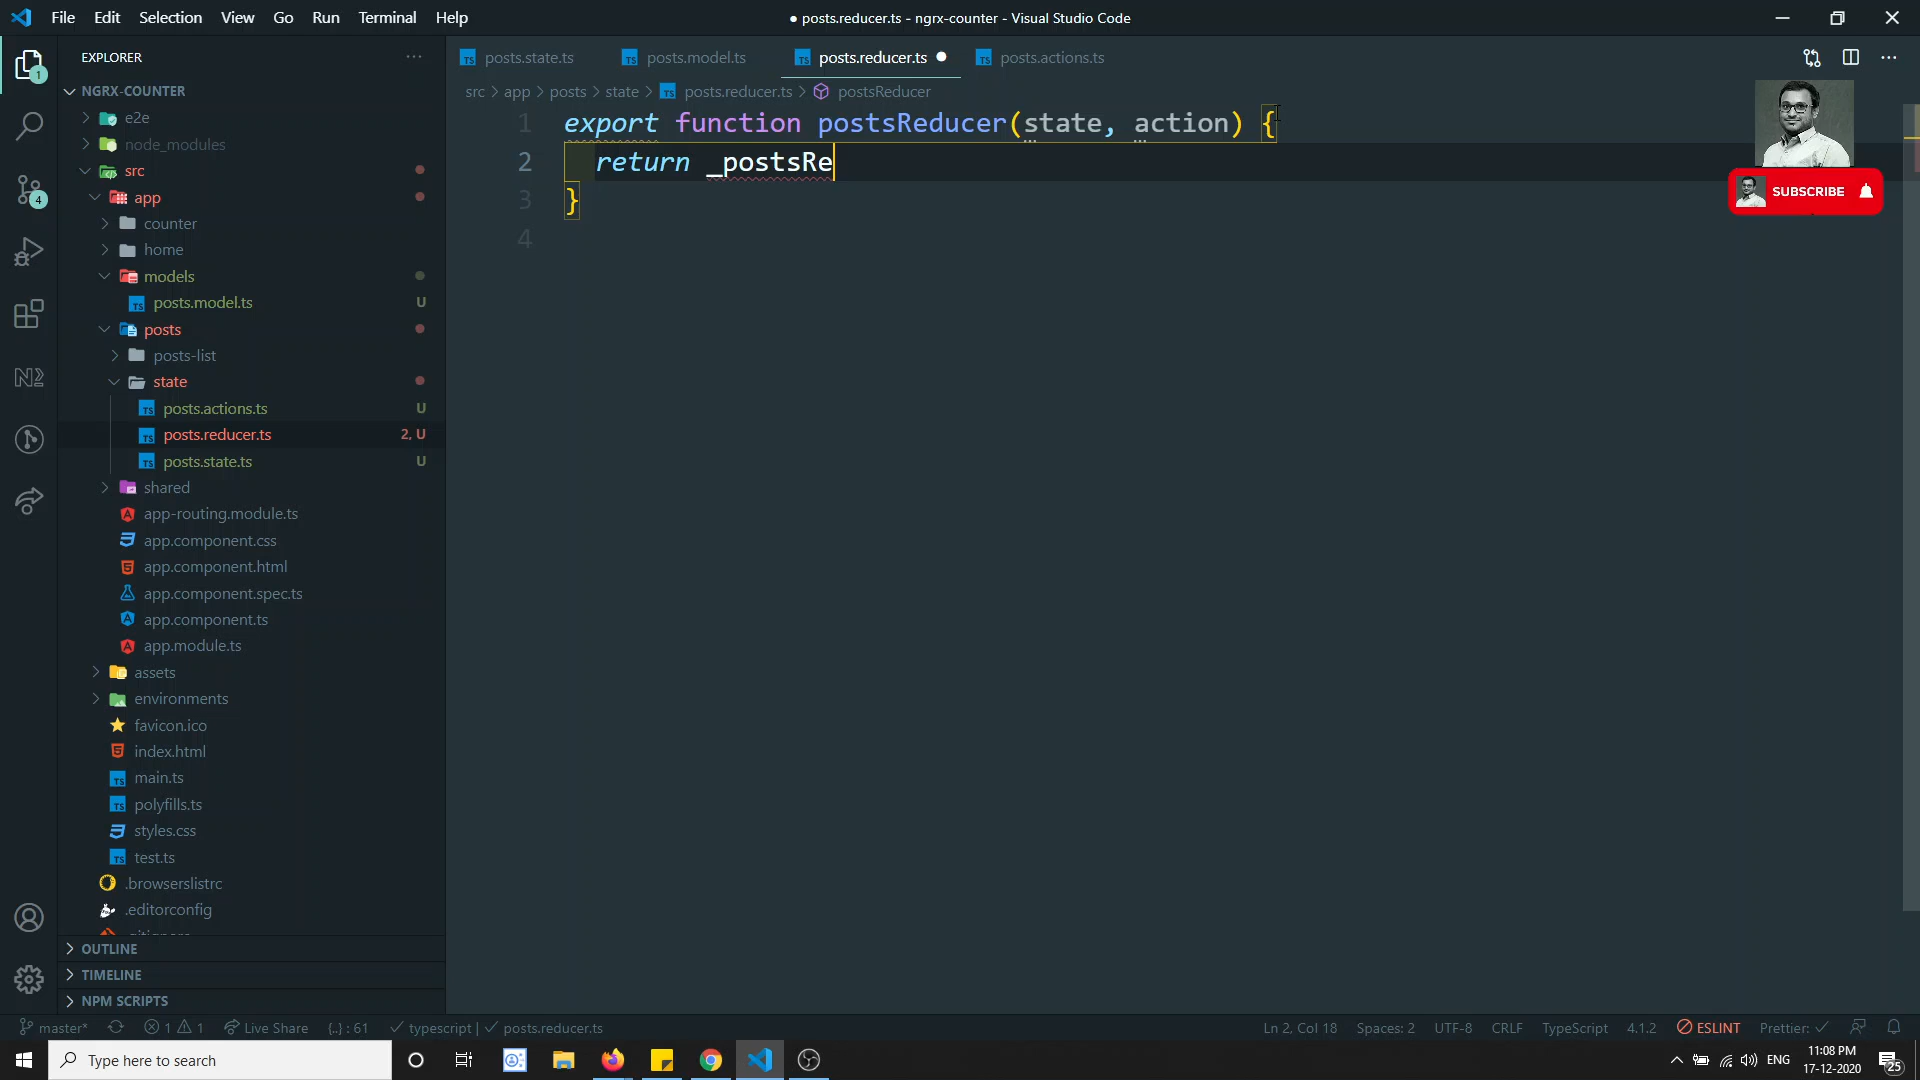 File Edit Selection View Go Run Terminal Help
● posts.reducer.ts - ngrx-counter - Visual Studio Code
EXPLORER
posts.state.ts posts.model.ts posts.reducer.ts posts.actions.ts
src > app > posts > state > posts.reducer.ts > postsReducer
NGRX-COUNTER
e2e
node_modules
src
app
counter
home
models
posts.model.ts U
posts
posts-list
state
posts.actions.ts U
posts.reducer.ts 2, U
posts.state.ts U
shared
app-routing.module.ts
app.component.css
app.component.html
app.component.spec.ts
app.component.ts
app.module.ts
assets
environments
favicon.ico
index.html
main.ts
polyfills.ts
styles.css
test.ts
.browserslistrc
.editorconfig
OUTLINE
TIMELINE
NPM SCRIPTS
1 export function postsReducer(state, action) {
2 return _postsRe
3 }
4
SUBSCRIBE
1
4
master* 1 1 Live Share {..} : 61 typescript | posts.reducer.ts
Ln 2, Col 18 Spaces: 2 UTF-8 CRLF TypeScript 4.1.2 ESLINT Prettier:
Type here to search
ENG 11:08 PM
17-12-2020
25